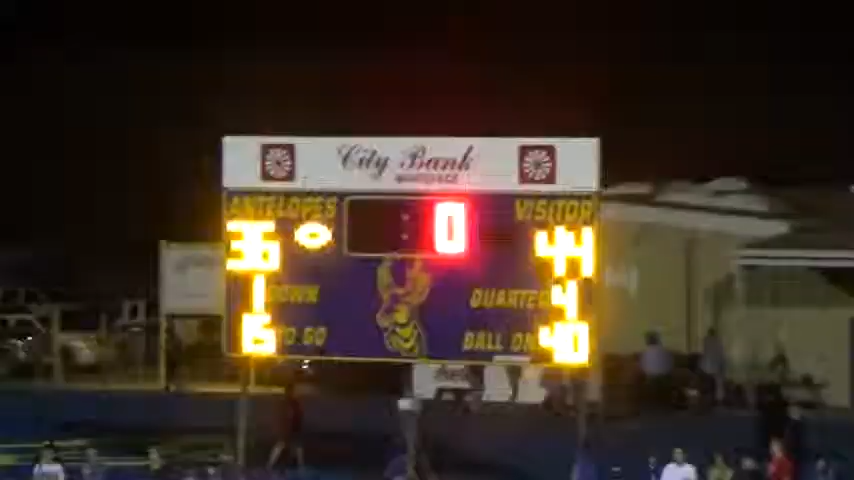 City Bank
ANTELOPES 0 VISITOR
36 44
1 DOWN QUARTER 4
6 TO GO BALL ON 40